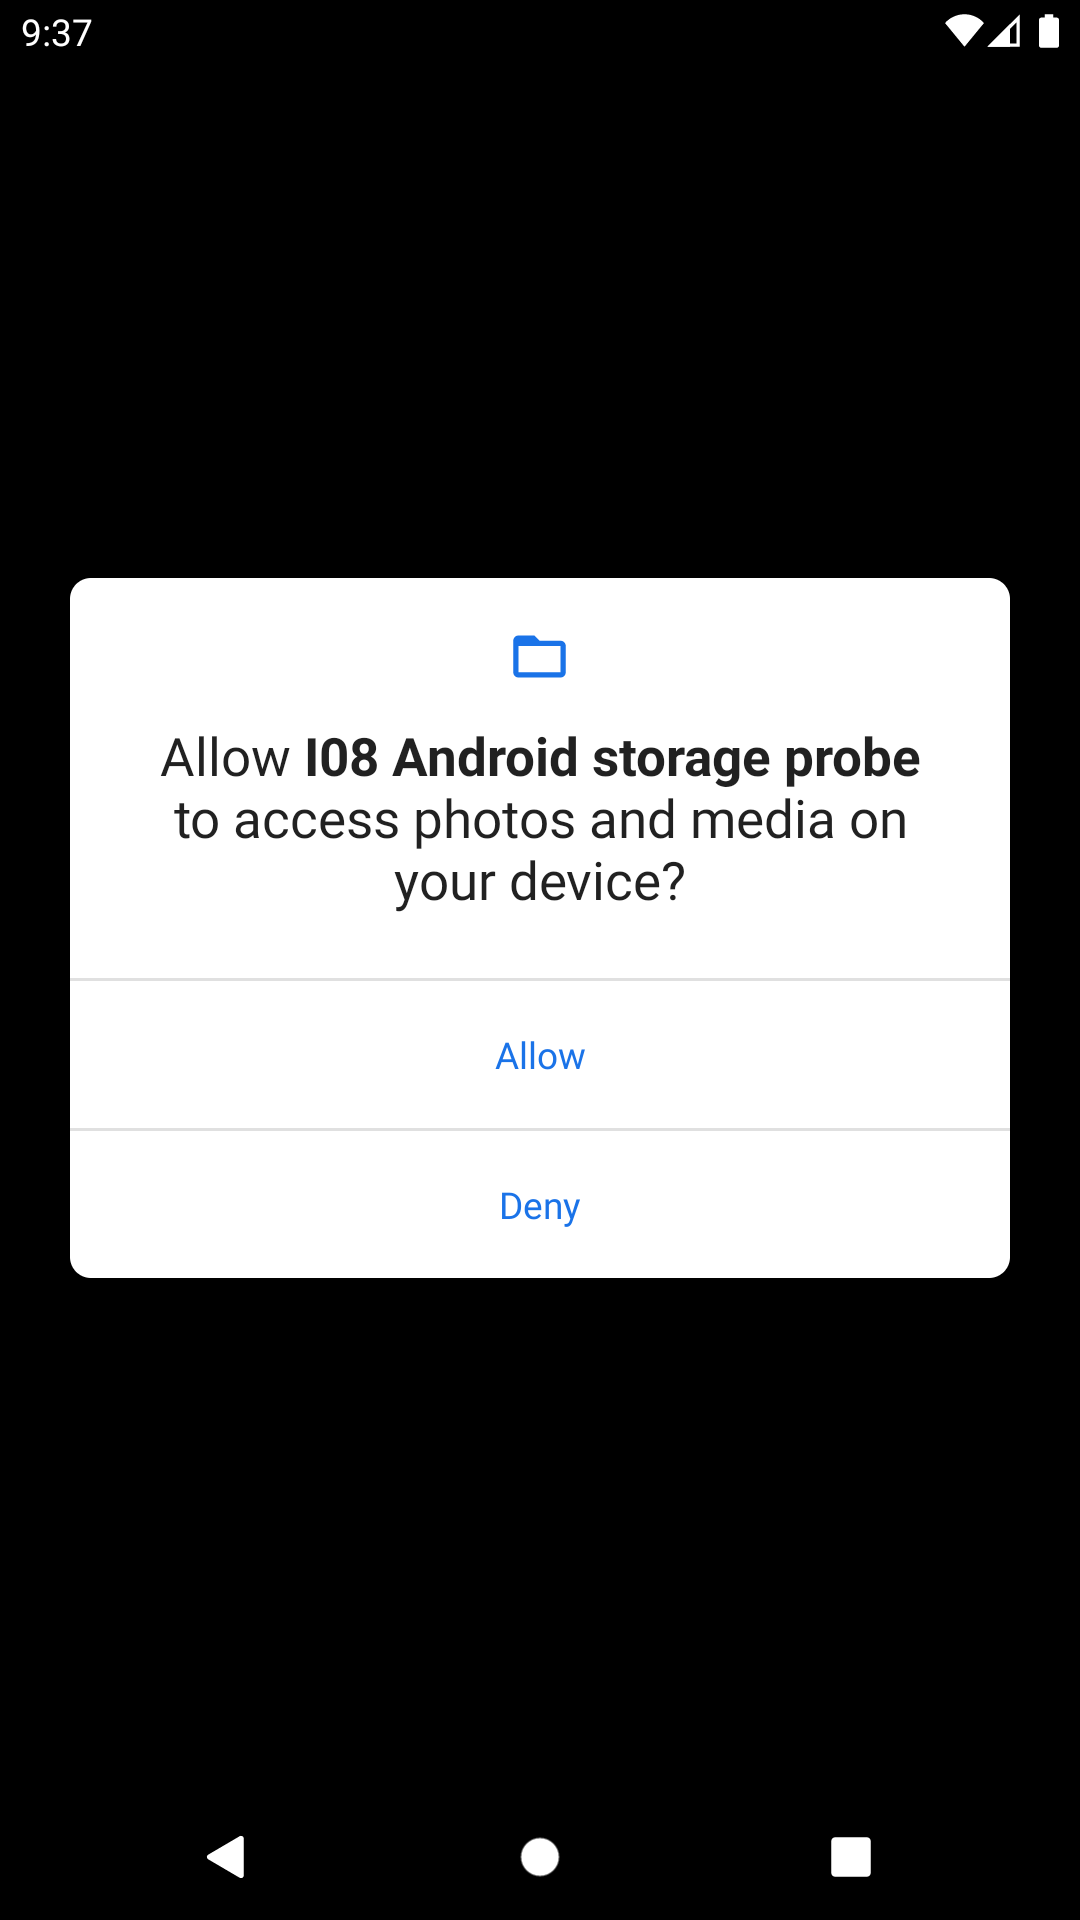 9:37
Allow I08 Android storage probe
to access photos and media on
your device?
Allow
Deny